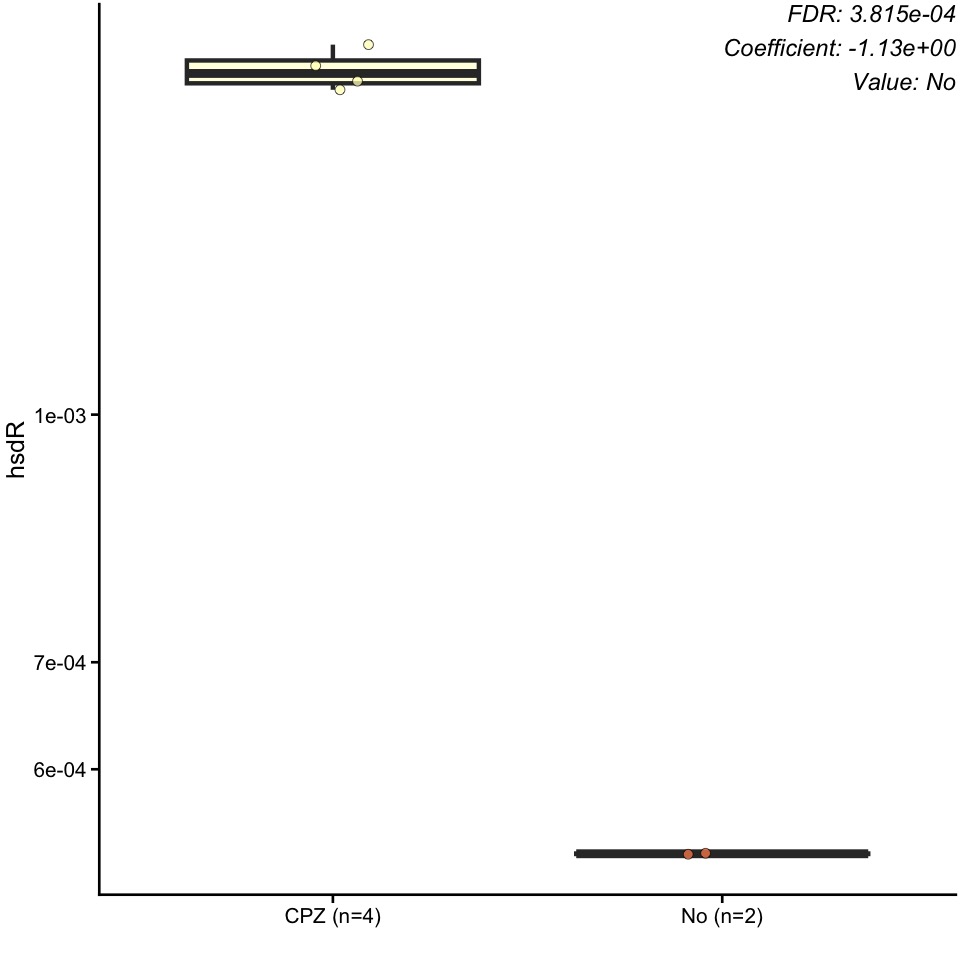 FDR: 3.815e-04
Coefficient: -1.13e+00
Value: No
hsdR
1e-03
7e-04
6e-04
CPZ (n=4)
No (n=2)